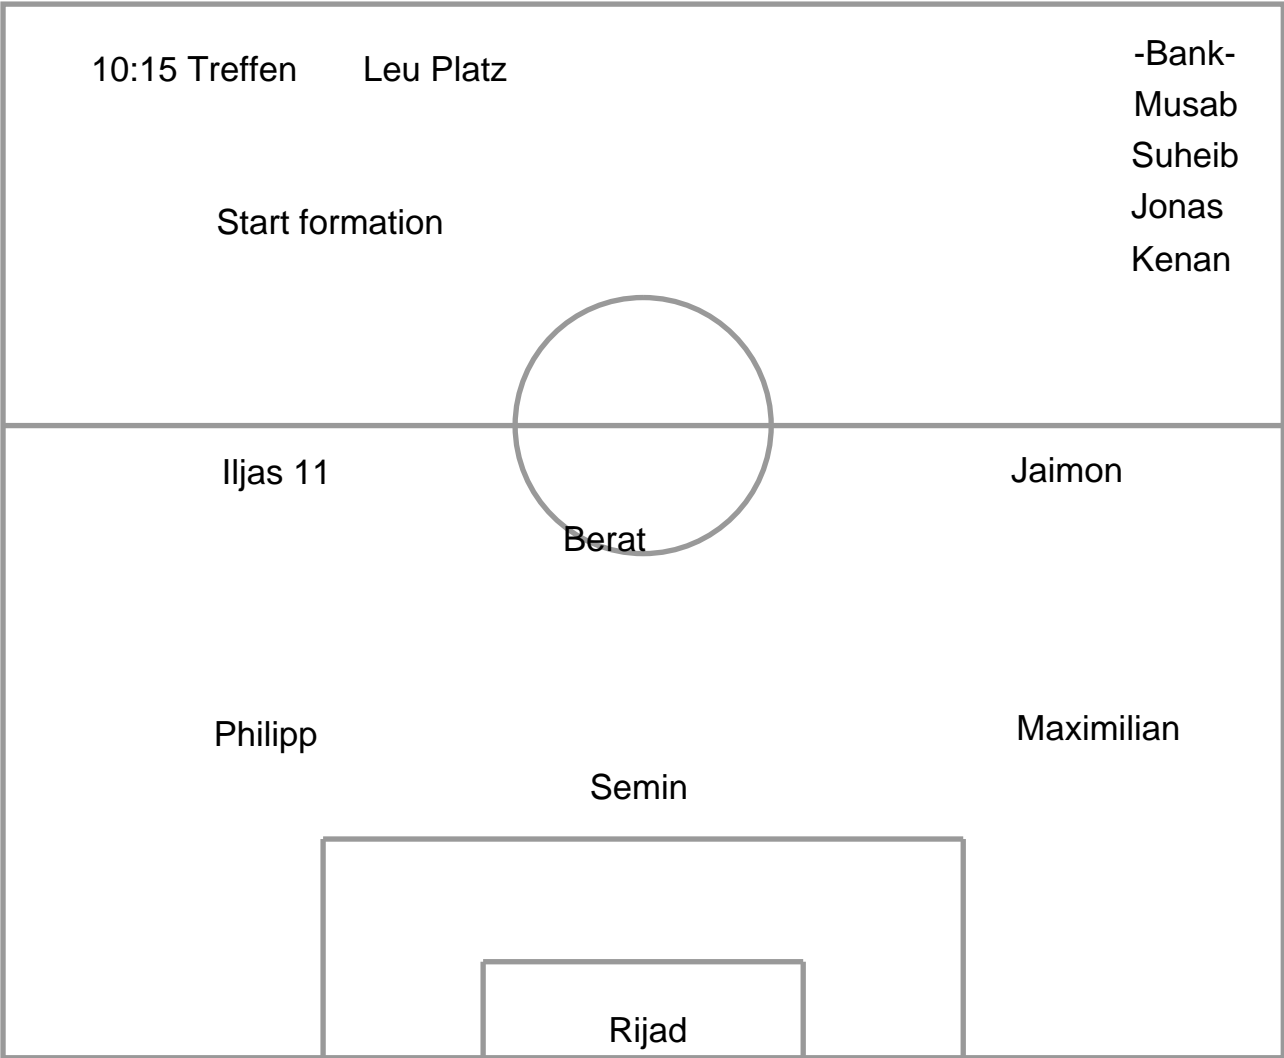 10:15 Treffen Leu Platz
-Bank-
Musab
Suheib
Jonas
Kenan
Start formation
Iljas 11
Jaimon
Berat
Philipp
Maximilian
Semin
Rijad